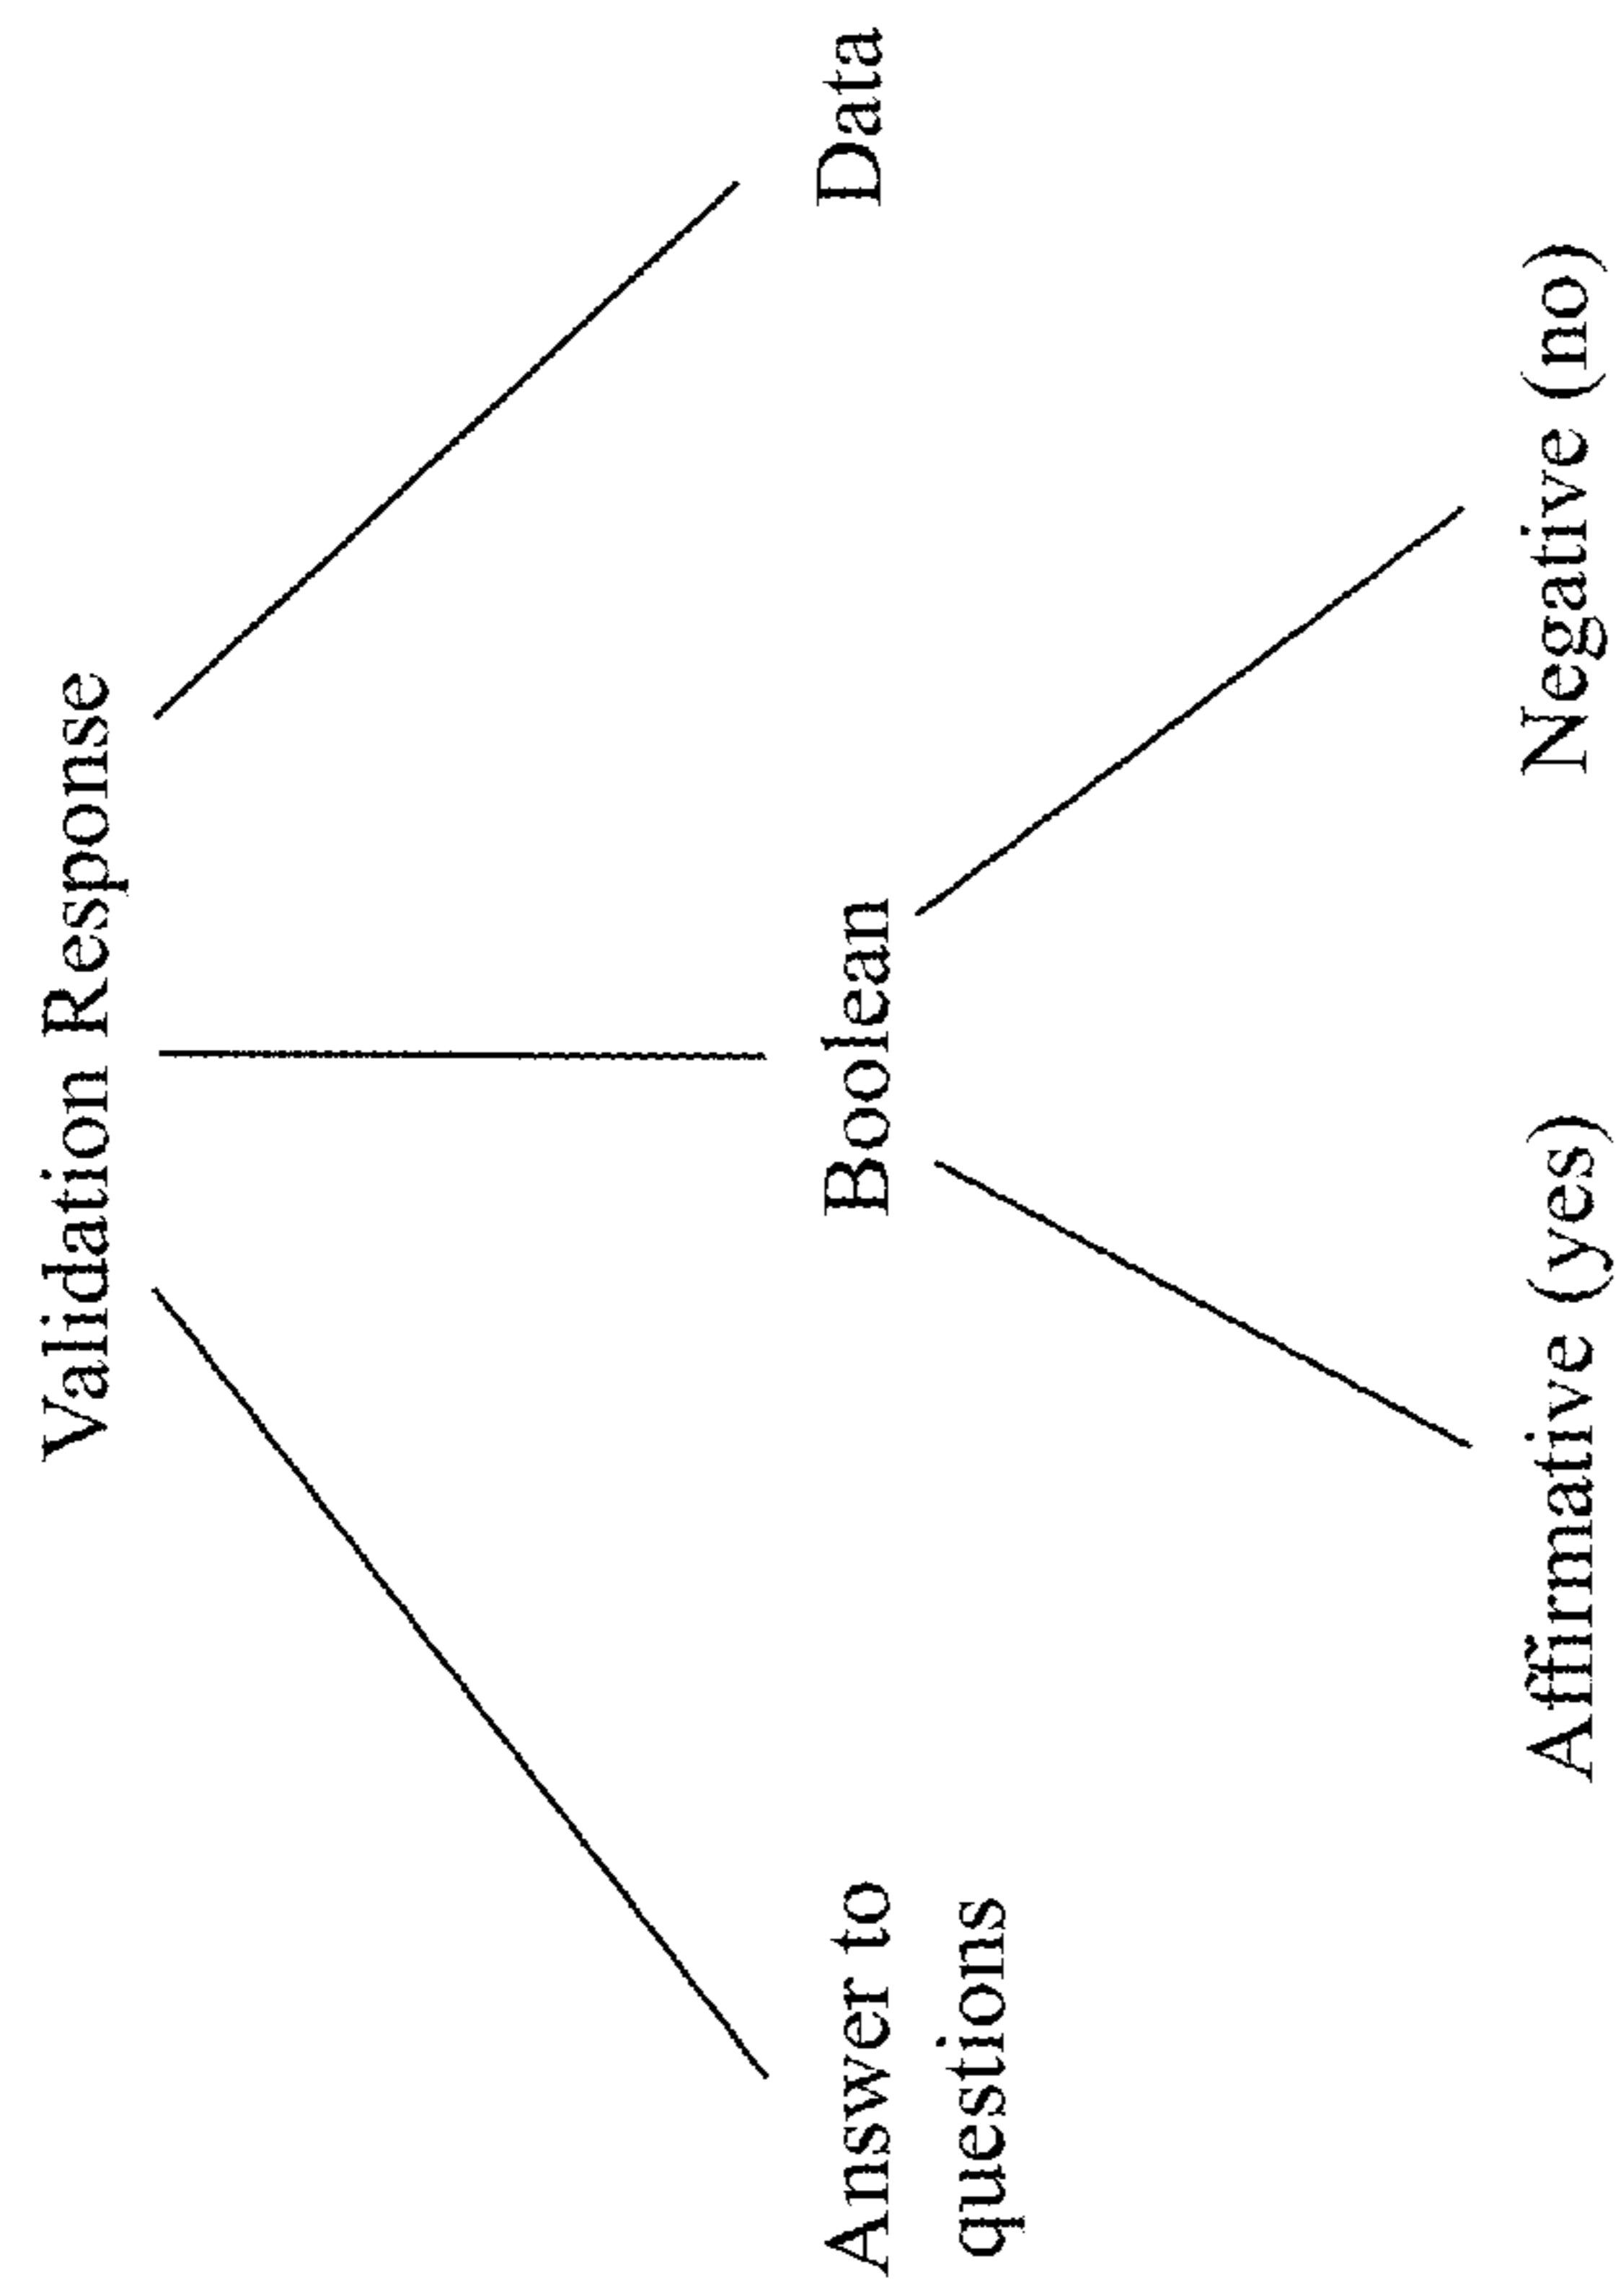 Validation Response
Answer to
questions
Boolean
Data
Affirmative (yes)
Negative (no)